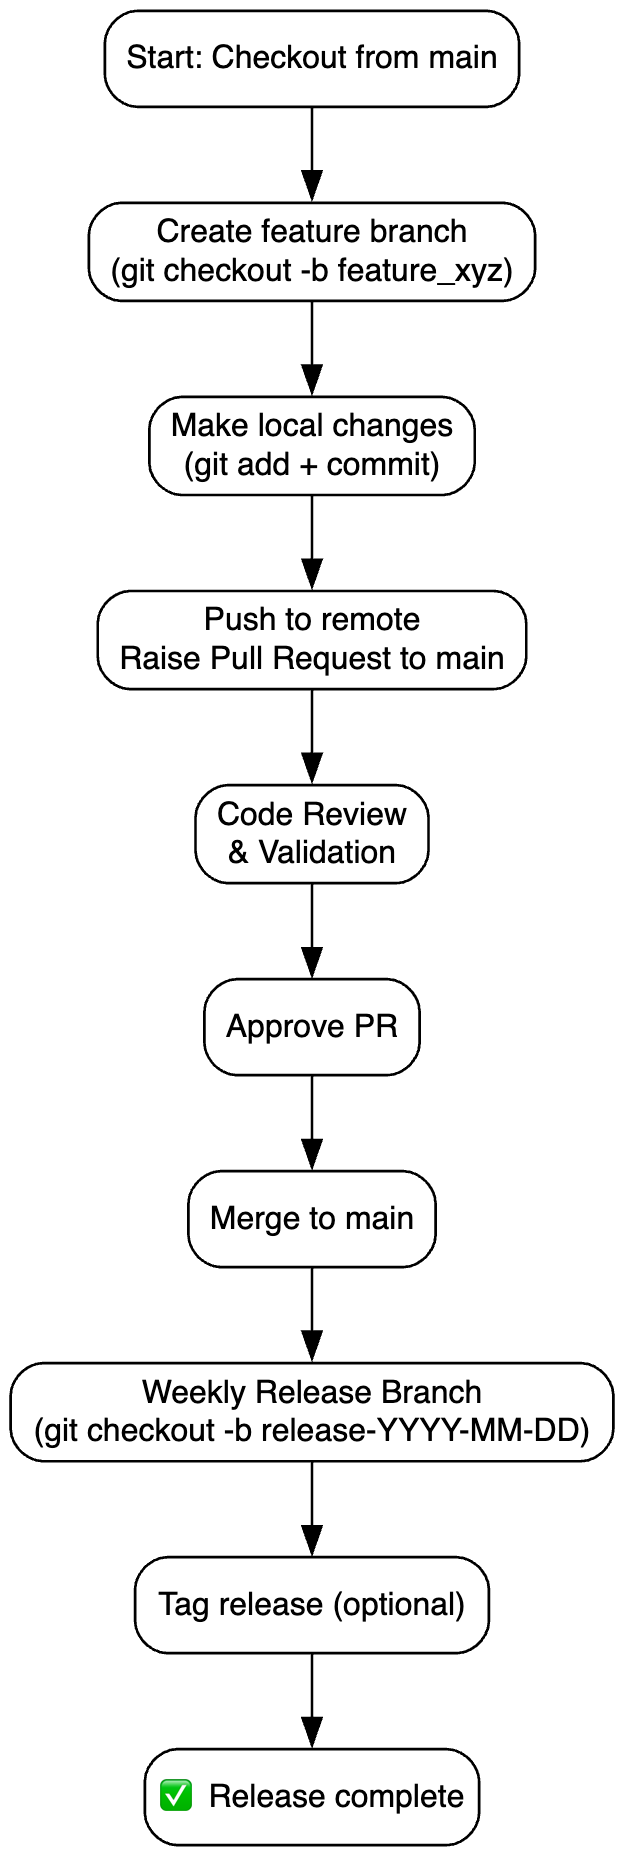 Start: Checkout from main
Create feature branch
(git checkout -b feature_xyz)
Make local changes
(git add + commit)
Push to remote
Raise Pull Request to main
Code Review
& Validation
Approve PR
Merge to main
Weekly Release Branch
(git checkout -b release-YYYY-MM-DD)
Tag release (optional)
✅ Release complete